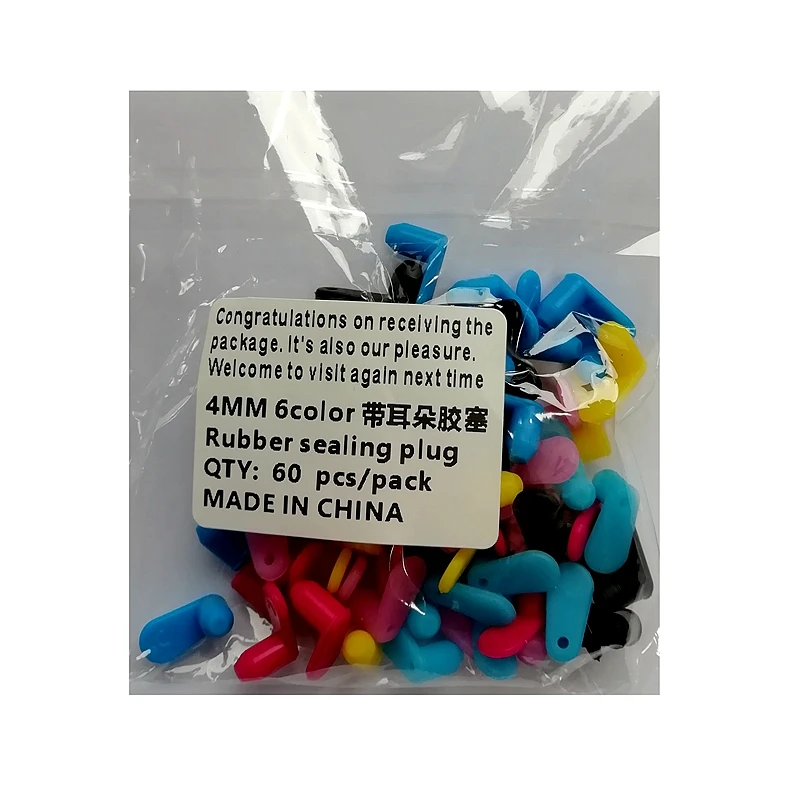 Congratulations on receiving the
package. It's also our pleasure.
Welcome to visit again next time
4MM 6color 带耳朵胶塞
Rubber sealing plug
QTY: 60 pcs/pack
MADE IN CHINA